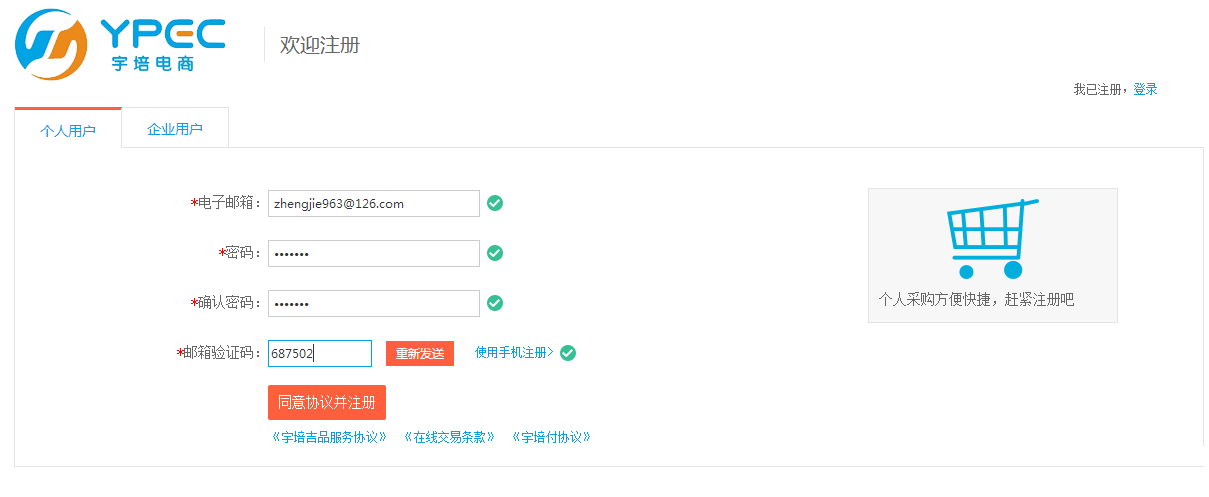 YPEC
宇培电商
欢迎注册
我已注册，登录
个人用户
企业用户
*电子邮箱： zhengjie963@126.com
*密码： •••••••
*确认密码： •••••••
*邮箱验证码： 687502 重新发送 使用手机注册>
同意协议并注册
《宇培吉品服务协议》 《在线交易条款》 《宇培付协议》
个人采购方便快捷，赶紧注册吧